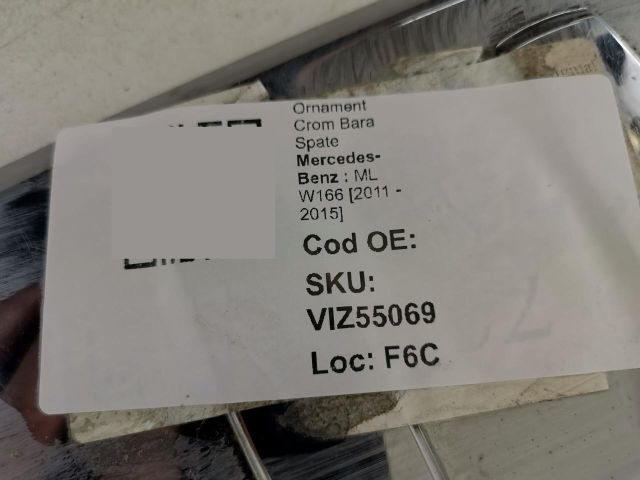 Ornament
Crom Bara
Spate
Mercedes-
Benz : ML
W166 [2011 -
2015]
Cod OE:
SKU:
VIZ55069
Loc: F6C